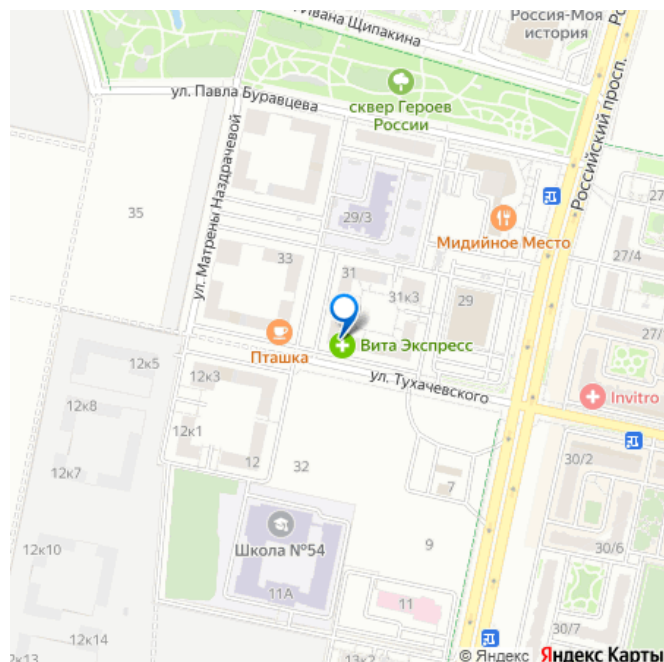 Ивана Щипакина
Россия-Моя
история
Российский просп.
ул. Павла Буравцева
сквер Героев
России
ул. Матрены Наздрачевой
35
29/3
Мидийное Место
27/4
33
31
31к3
29
Пташка
Вита Экспресс
ул. Тухачевского
Invitro
12к5
12к3
12к8
12к1
12
12к7
32
30/2
7
Школа №54
12к10
9
30/6
11А
11
12к14
30/7
12к13
13к2
© Яндекс Яндекс Карты